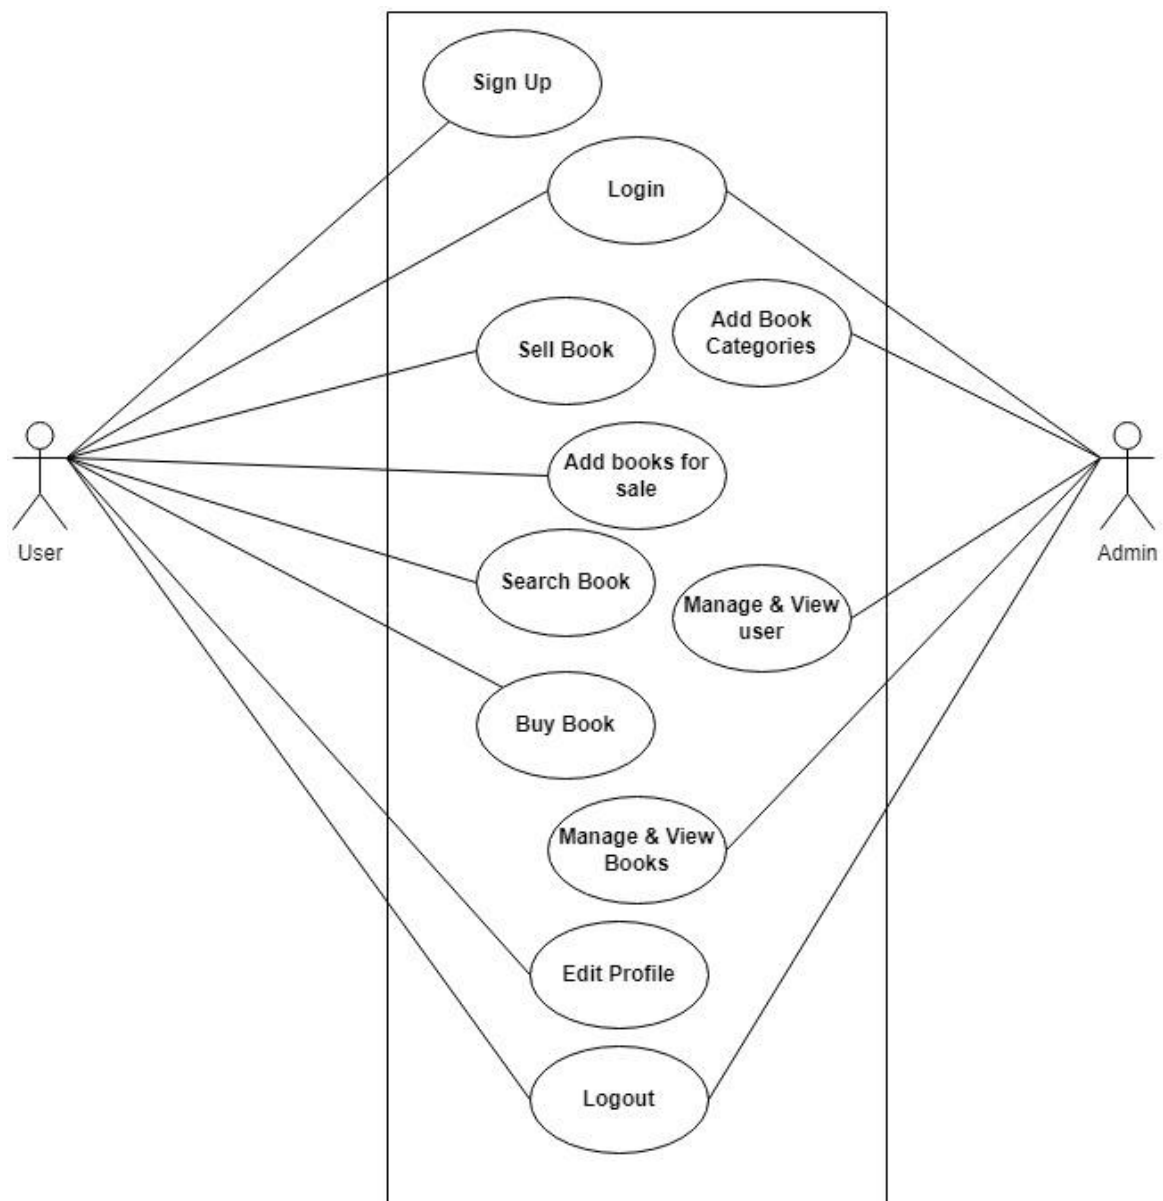 Sign Up
Login
Add Book
Categories
Sell Book
Add books for
sale
User
Admin
Search Book
Manage & View
user
Buy Book
Manage & View
Books
Edit Profile
Logout